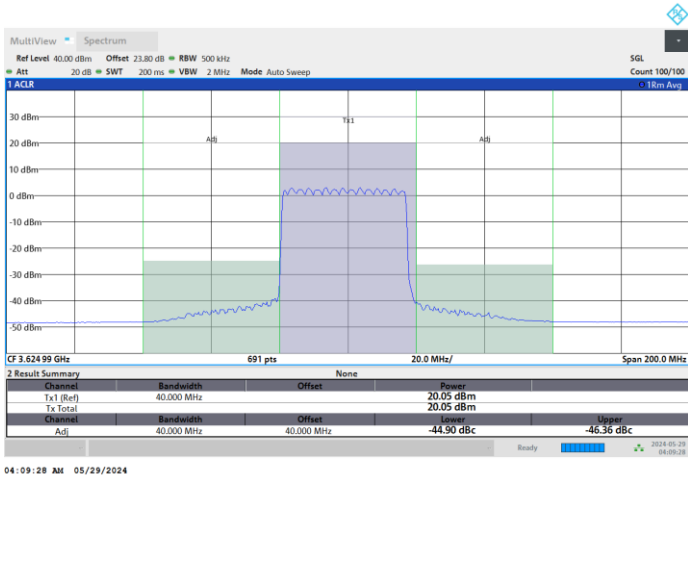 MultiView Spectrum
Ref Level 40.00 dBm Offset 23.80 dB RBW 500 kHz SGL
Att 20 dB SWT 200 ms VBW 2 MHz Mode Auto Sweep Count 100/100
1 ACLR 1Rm Avg
30 dBm
Tx1
20 dBm Adj Adj
10 dBm
0 dBm
-10 dBm
-20 dBm
-30 dBm
-40 dBm
-50 dBm
CF 3.624 99 GHz 691 pts 20.0 MHz/ Span 200.0 MHz
2 Result Summary None
Channel Bandwidth Offset Power
Tx1 (Ref) 40.000 MHz 20.05 dBm
Tx Total 20.05 dBm
Channel Bandwidth Offset Lower Upper
Adj 40.000 MHz 40.000 MHz -44.90 dBc -46.36 dBc
Ready 2024-05-29
04:09:28
04:09:28 AM 05/29/2024